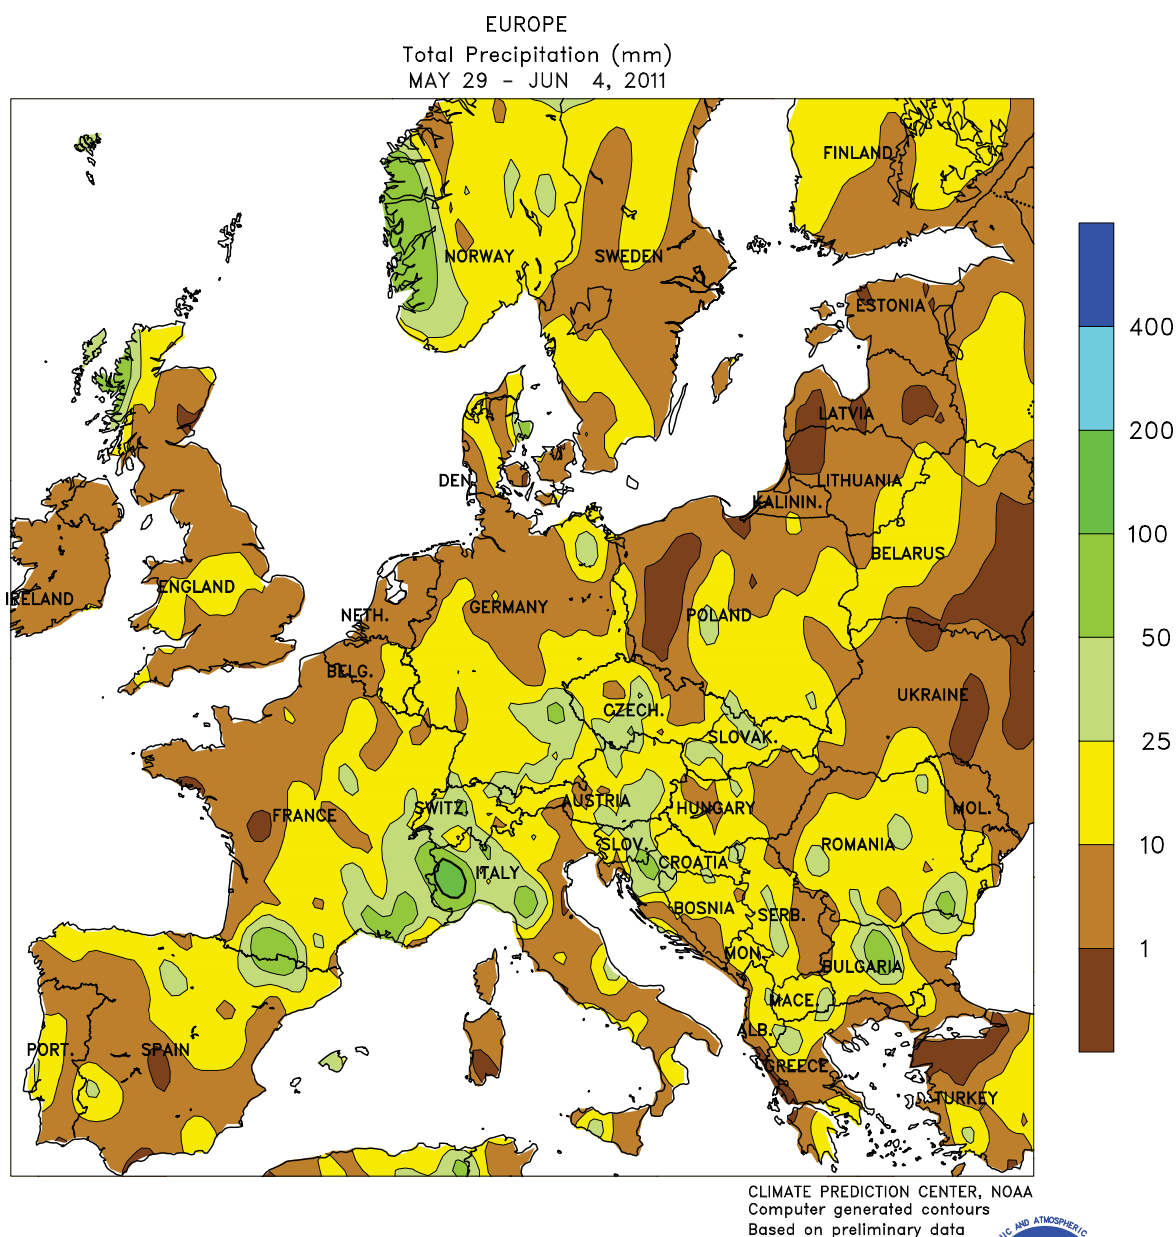 EUROPE
Total Precipitation (mm)
MAY 29 - JUN 4, 2011
FINLAND
NORWAY
SWEDEN
ESTONIA
400
LATVIA
200
DEN.
LITHUANIA
KALININ.
100
BELARUS
ENGLAND
IRELAND
NETH.
GERMANY
POLAND
50
BELG.
UKRAINE
CZECH.
SLOVAK.
25
FRANCE
SWITZ.
AUSTRIA
HUNGARY
MOL.
SLOV.
ROMANIA
10
CROATIA
ITALY
BOSNIA
SERB.
MON.
1
BULGARIA
MACE.
ALB.
PORT.
SPAIN
GREECE
TURKEY
CLIMATE PREDICTION CENTER, NOAA
Computer generated contours
Based on preliminary data
AND ATMOSPHERIC